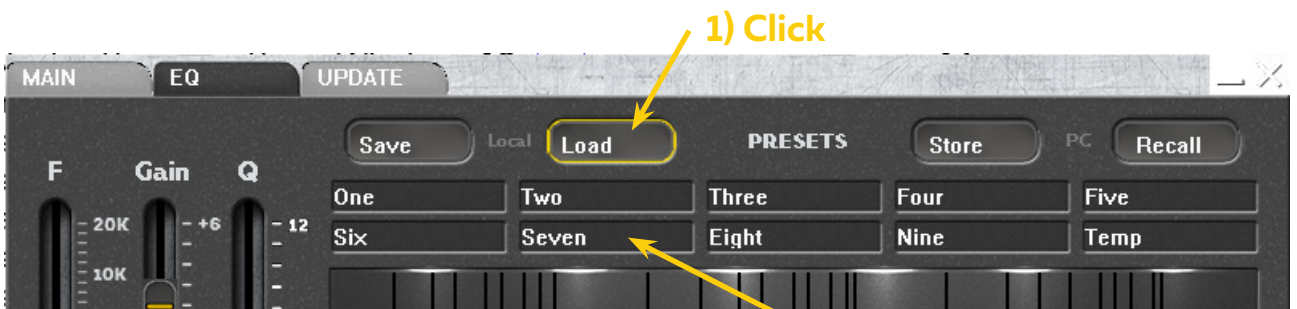 1) Click
MAIN EQ UPDATE
Save Local Load PRESETS Store PC Recall
F Gain Q
One Two Three Four Five
20K +6 12
Six Seven Eight Nine Temp
10K